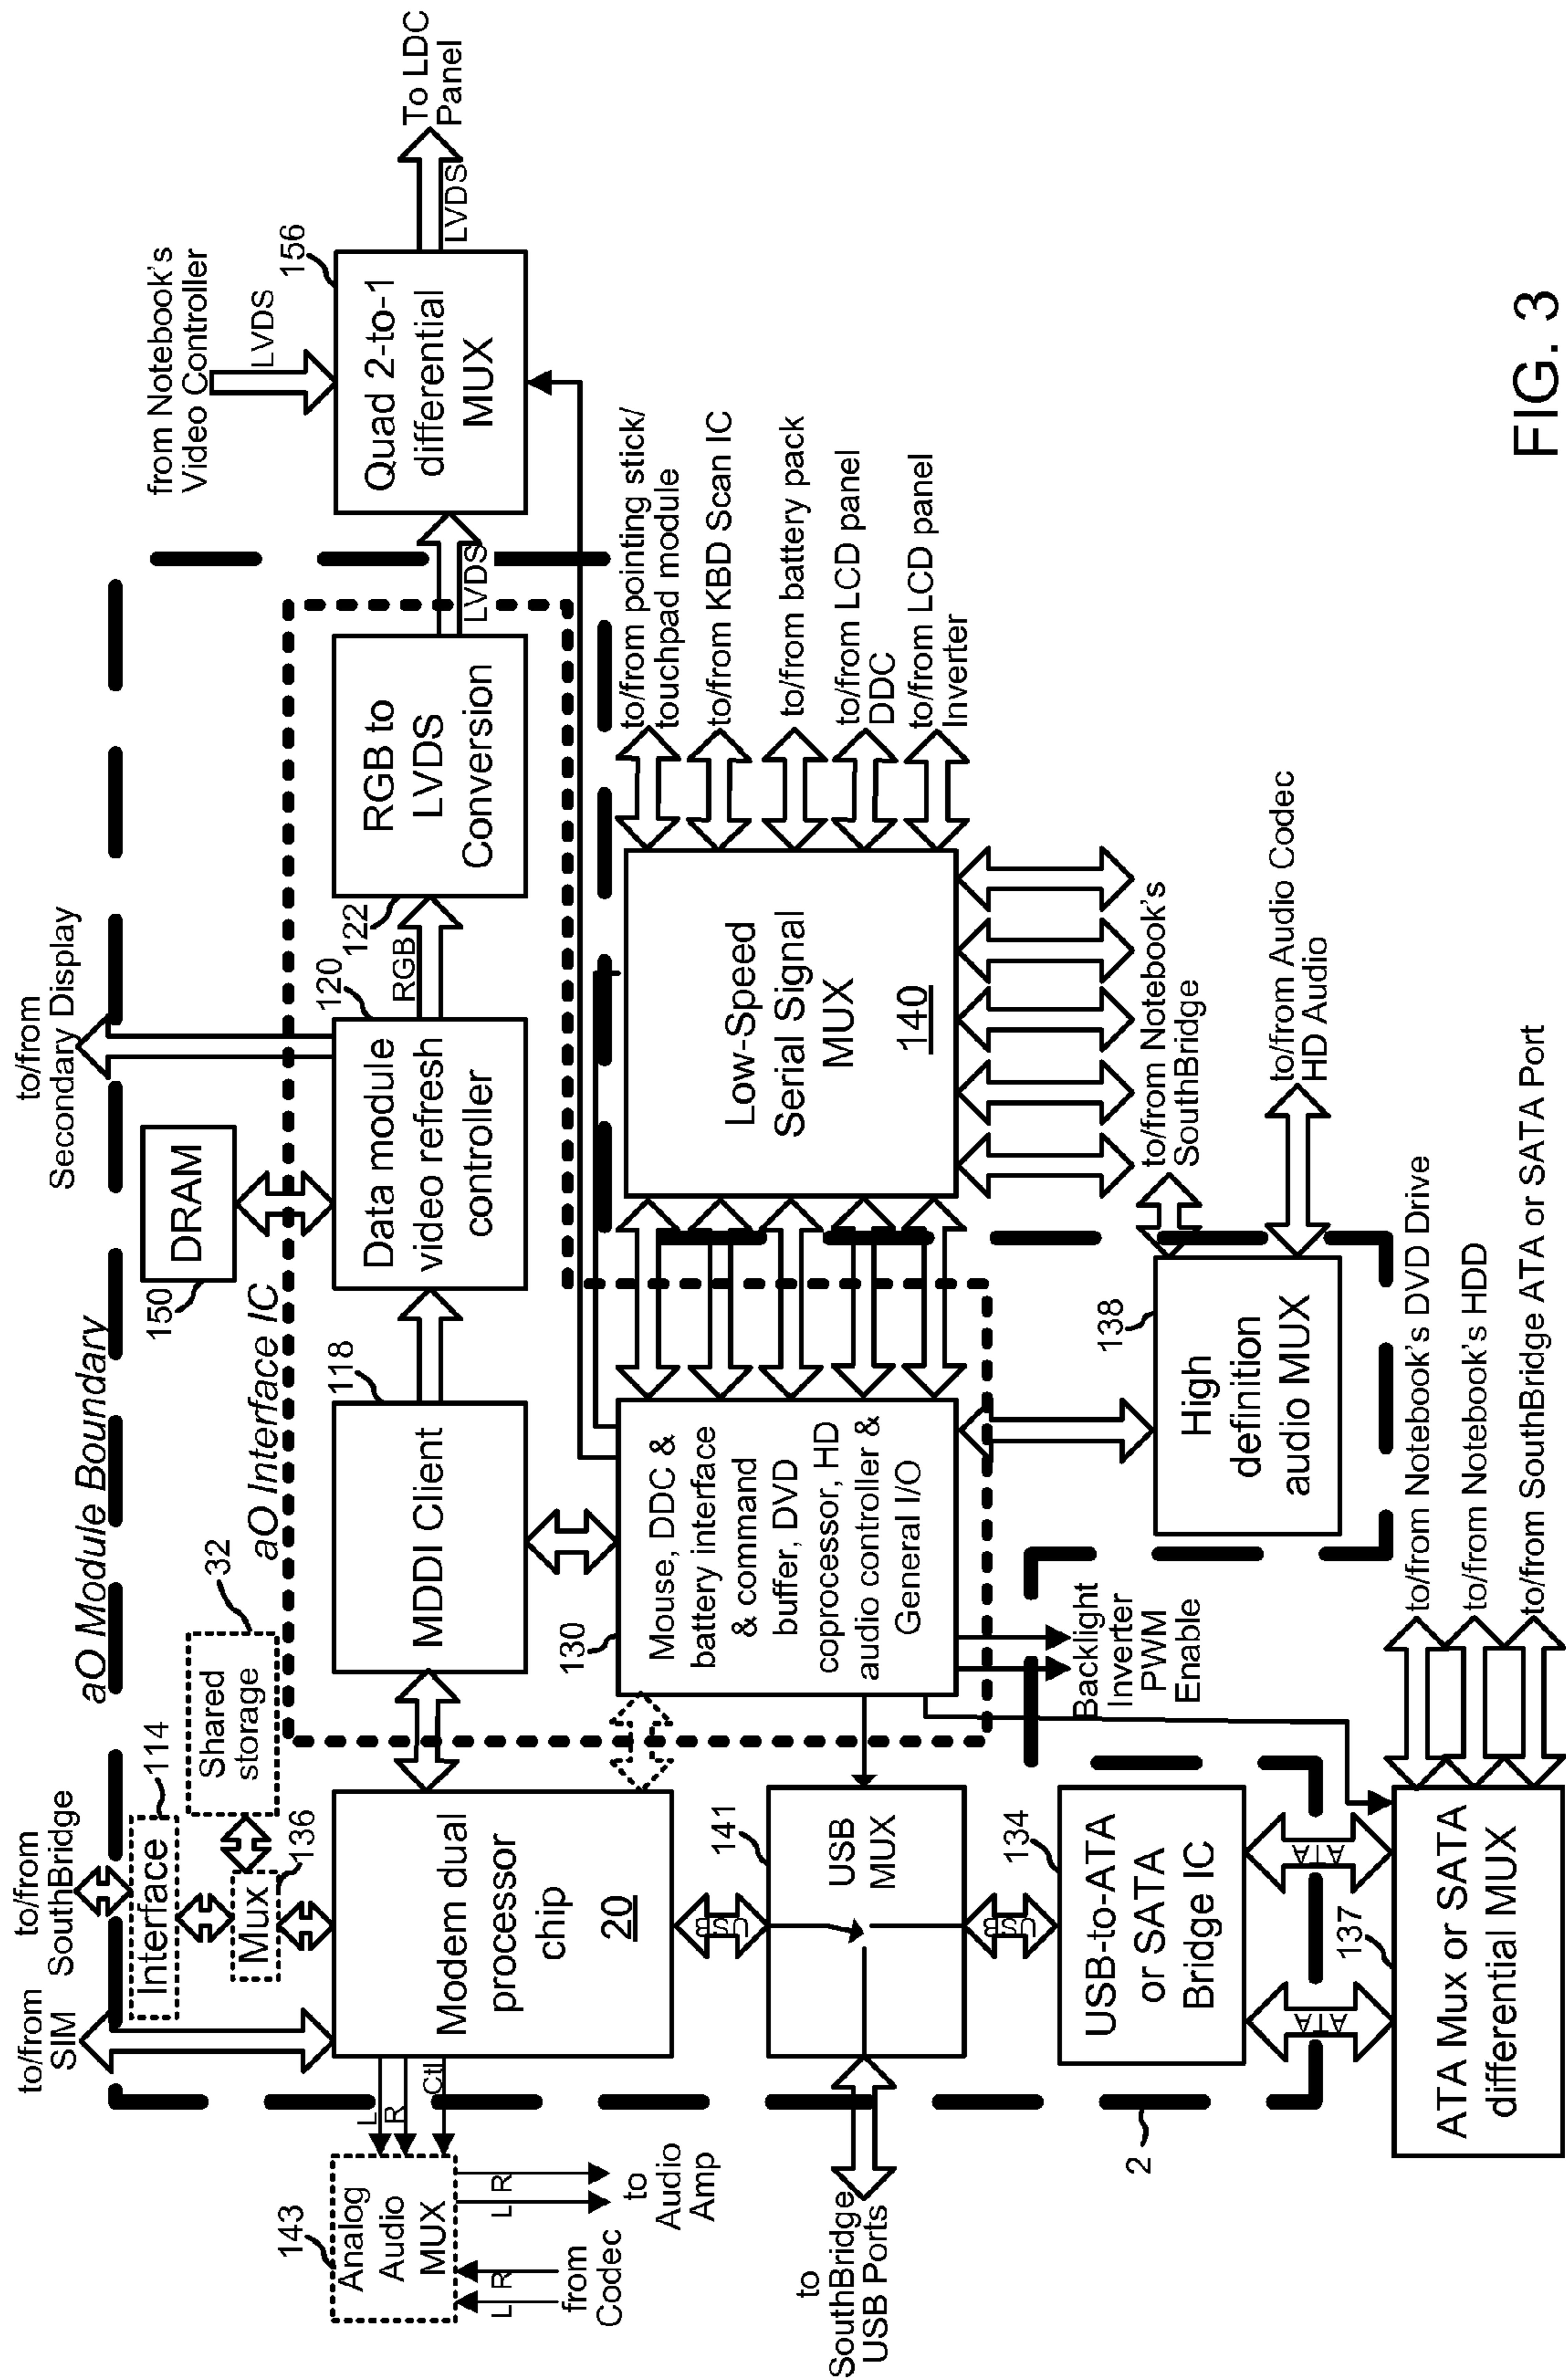 to/from
SIM
to/from
SouthBridge
Interface
114
Mux
136
Shared
storage
32
aO Module Boundary
aO Interface IC
150
DRAM
to/from
Secondary Display
from Notebook's
Video Controller
LVDS
156
Quad 2-to-1
differential
MUX
LVDS
To LDC
Panel
143
Analog
Audio
MUX
L
R
Ctl
L
R
from
Codec
L
R
to
Audio
Amp
Modem dual
processor
chip
20
118
MDDI Client
120
Data module
video refresh
controller
RGB
122
RGB to
LVDS
Conversion
LVDS
130
Mouse, DDC &
battery interface
& command
buffer, DVD
coprocessor, HD
audio controller &
General I/O
Low-Speed
Serial Signal
MUX
140
to/from pointing stick/
touchpad module
to/from KBD Scan IC
to/from battery pack
to/from LCD panel
DDC
to/from LCD panel
Inverter
to
SouthBridge
USB Ports
USB
141
USB
MUX
USB
134
USB-to-ATA
or SATA
Bridge IC
Backlight
Inverter
PWM
Enable
138
High
definition
audio MUX
to/from Notebook's
SouthBridge
to/from Audio Codec
HD Audio
2
ATA
ATA
137
ATA Mux or SATA
differential MUX
to/from Notebook's DVD Drive
to/from Notebook's HDD
to/from SouthBridge ATA or SATA Port
FIG. 3